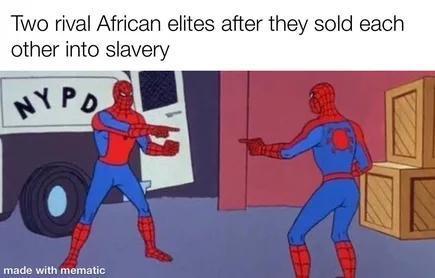 Two rival African elites after they sold each
other into slavery
NYPD
made with mematic